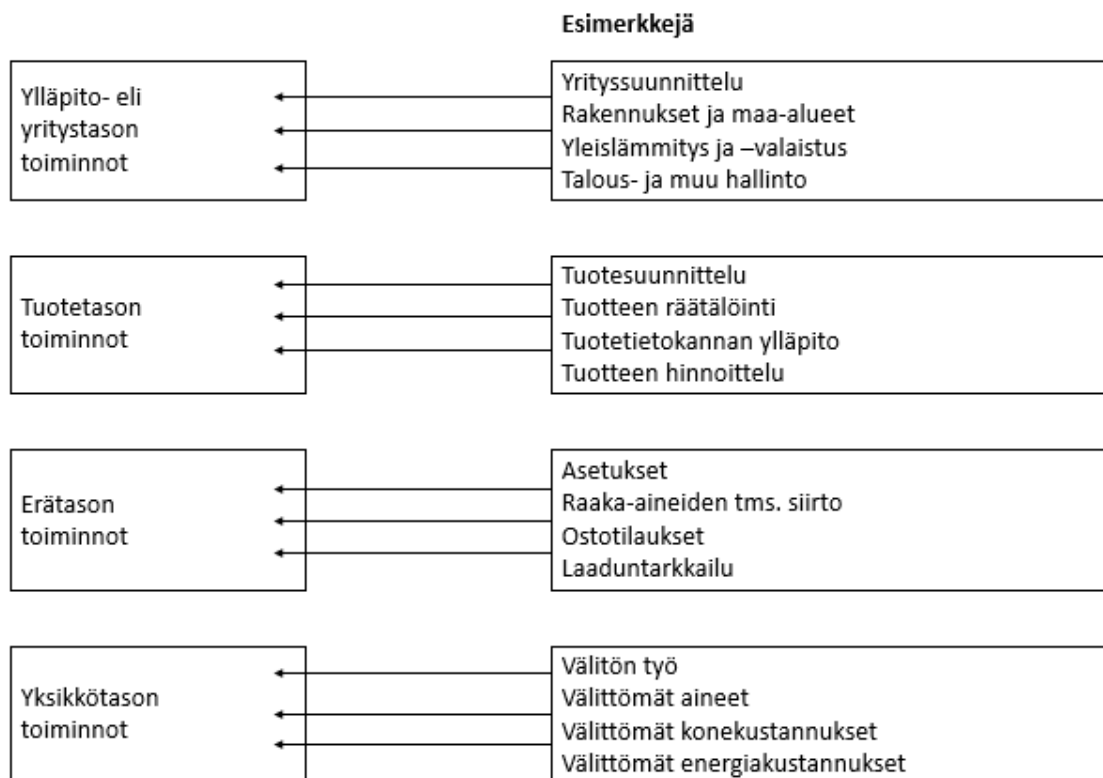 Esimerkkejä
Ylläpito- eli
yritystason
toiminnot
Yrityssuunnittelu
Rakennukset ja maa-alueet
Yleislämmitys ja –valaistus
Talous- ja muu hallinto
Tuotetason
toiminnot
Tuotesuunnittelu
Tuotteen räätälöinti
Tuotetietokannan ylläpito
Tuotteen hinnoittelu
Erätason
toiminnot
Asetukset
Raaka-aineiden tms. siirto
Ostotilaukset
Laaduntarkkailu
Yksikkötason
toiminnot
Välitön työ
Välittömät aineet
Välittömät konekustannukset
Välittömät energiakustannukset